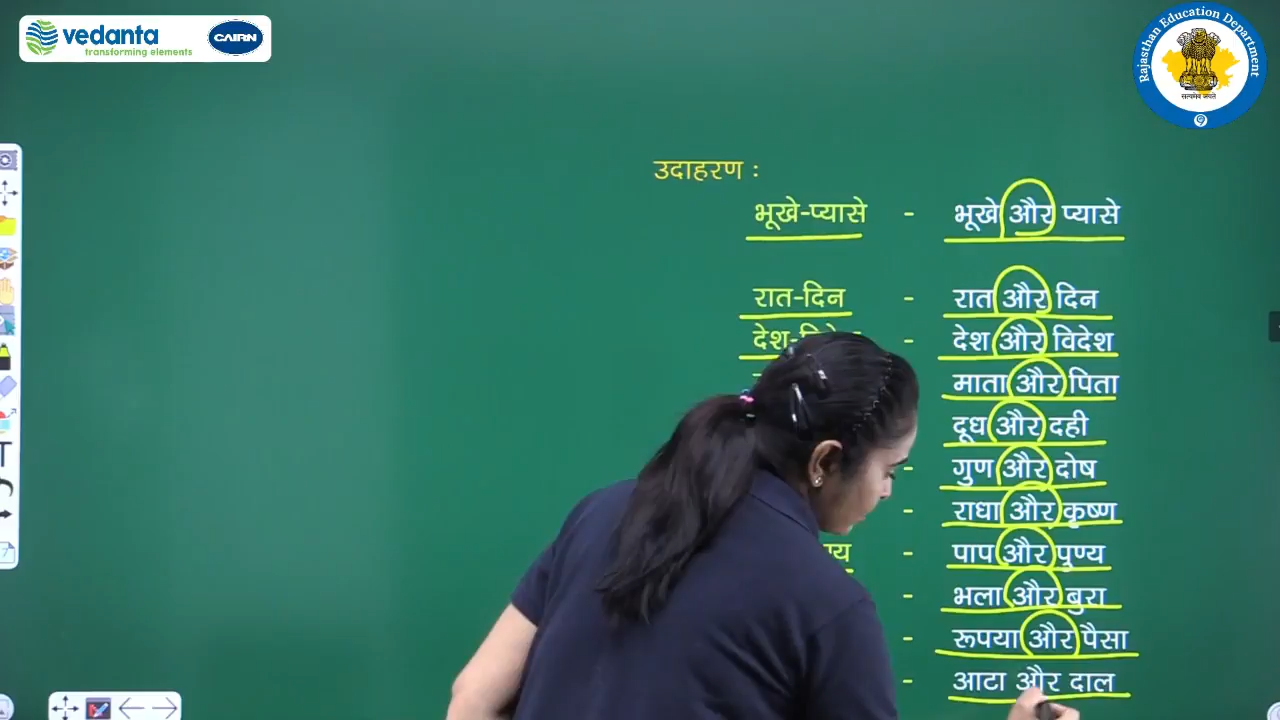 vedanta
transforming elements
CAIRN
Rajasthan Education Department
सत्यमेव जयते
उदाहरण :
भूखे-प्यासे - भूखे और प्यासे
रात-दिन - रात और दिन
देश- - देश और विदेश
माता और पिता
दूध और दही
- गुण और दोष
- राधा और कृष्ण
- पाप और पुण्य
- भला और बुरा
- रूपया और पैसा
- आटा और दाल